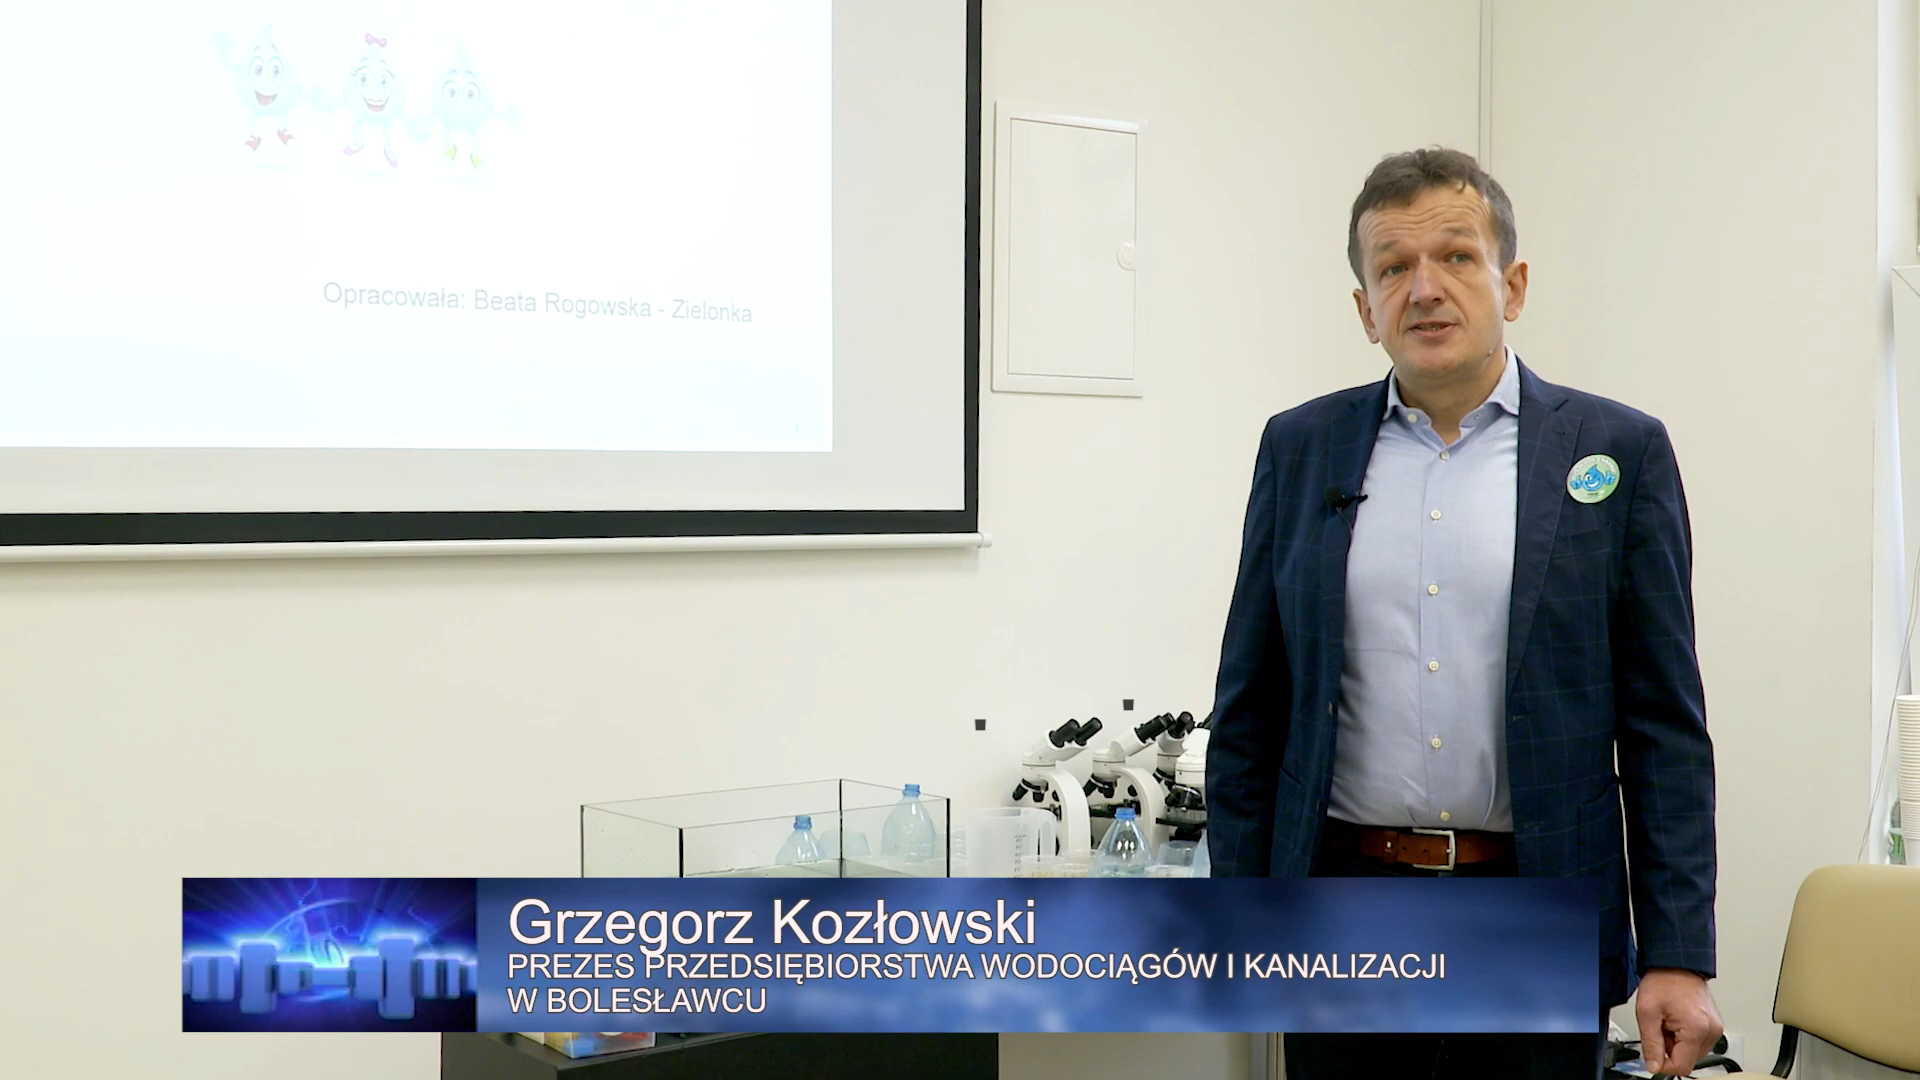 Opracowała: Beata Rogowska - Zielonka
Grzegorz Kozłowski
PREZES PRZEDSIĘBIORSTWA WODOCIĄGÓW I KANALIZACJI
W BOLESŁAWCU